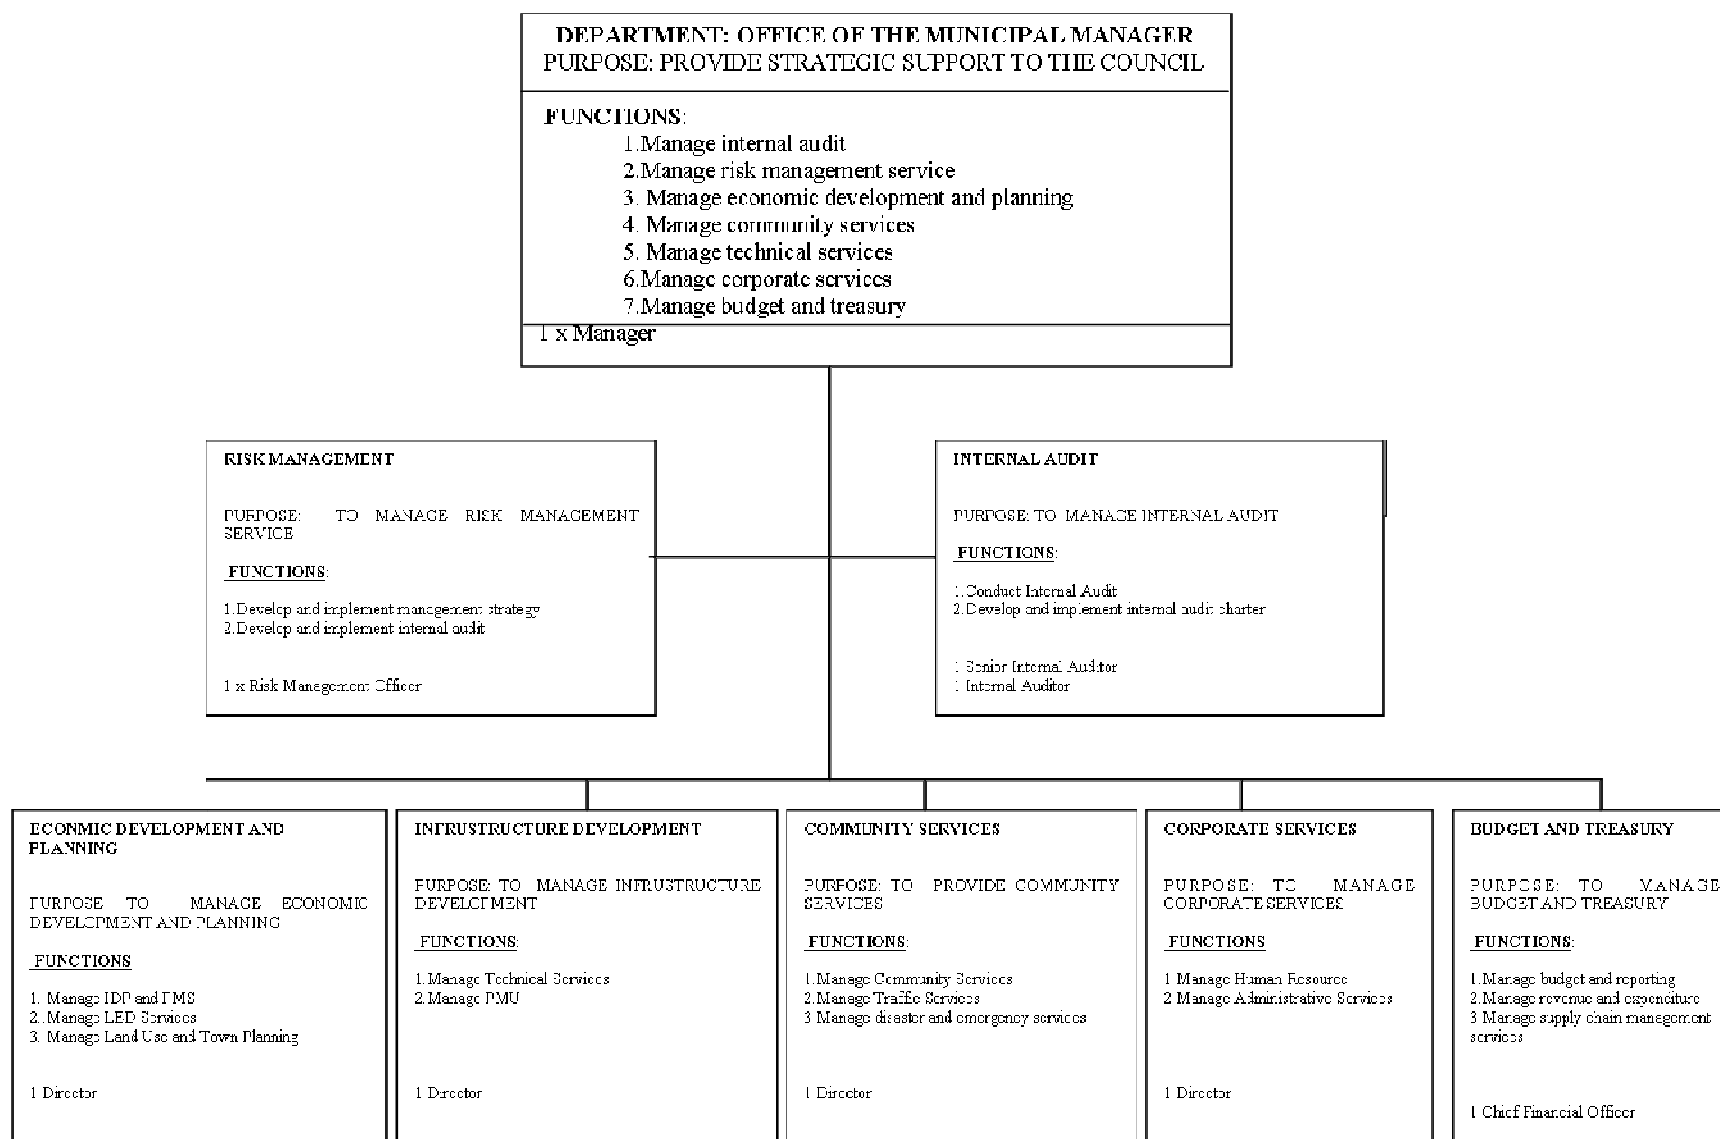 DEPARTMENT: OFFICE OF THE MUNICIPAL MANAGER
PURPOSE: PROVIDE STRATEGIC SUPPORT TO THE COUNCIL
FUNCTIONS:
1.Manage internal audit
2.Manage risk management service
3. Manage economic development and planning
4. Manage community services
5. Manage technical services
6.Manage corporate services
7.Manage budget and treasury
1 x Manager
RISK MANAGEMENT
PURPOSE: TO MANAGE RISK MANAGEMENT
SERVICE
FUNCTIONS:
1.Develop and implement management strategy
2.Develop and implement internal audit
1 x Risk Management Officer
INTERNAL AUDIT
PURPOSE: TO MANAGE INTERNAL AUDIT
FUNCTIONS:
1.Conduct Internal Audit
2.Develop and implement internal audit charter
1 Senior Internal Auditor
1 Internal Auditor
ECONMIC DEVELOPMENT AND
PLANNING
PURPOSE TO MANAGE ECONOMIC
DEVELOPMENT AND PLANNING
FUNCTIONS
1. Manage IDP and PMS
2. Manage LED Services
3. Manage Land Use and Town Planning
1 Director
INFRUSTRUCTURE DEVELOPMENT
PURPOSE: TO MANAGE INFRUSTRUCTURE
DEVELOPMENT
FUNCTIONS:
1.Manage Technical Services
2.Manage PMU
1 Director
COMMUNITY SERVICES
PURPOSE: TO PROVIDE COMMUNITY
SERVICES
FUNCTIONS:
1.Manage Community Services
2.Manage Traffic Services
3 Manage disaster and emergency services
1 Director
CORPORATE SERVICES
PURPOSE: TO MANAGE
CORPORATE SERVICES
FUNCTIONS
1 Manage Human Resource
2 Manage Administrative Services
1 Director
BUDGET AND TREASURY
PURPOSE: TO MANAGE
BUDGET AND TREASURY
FUNCTIONS:
1.Manage budget and reporting
2.Manage revenue and expenditure
3 Manage supply chain management
services
1 Chief Financial Officer